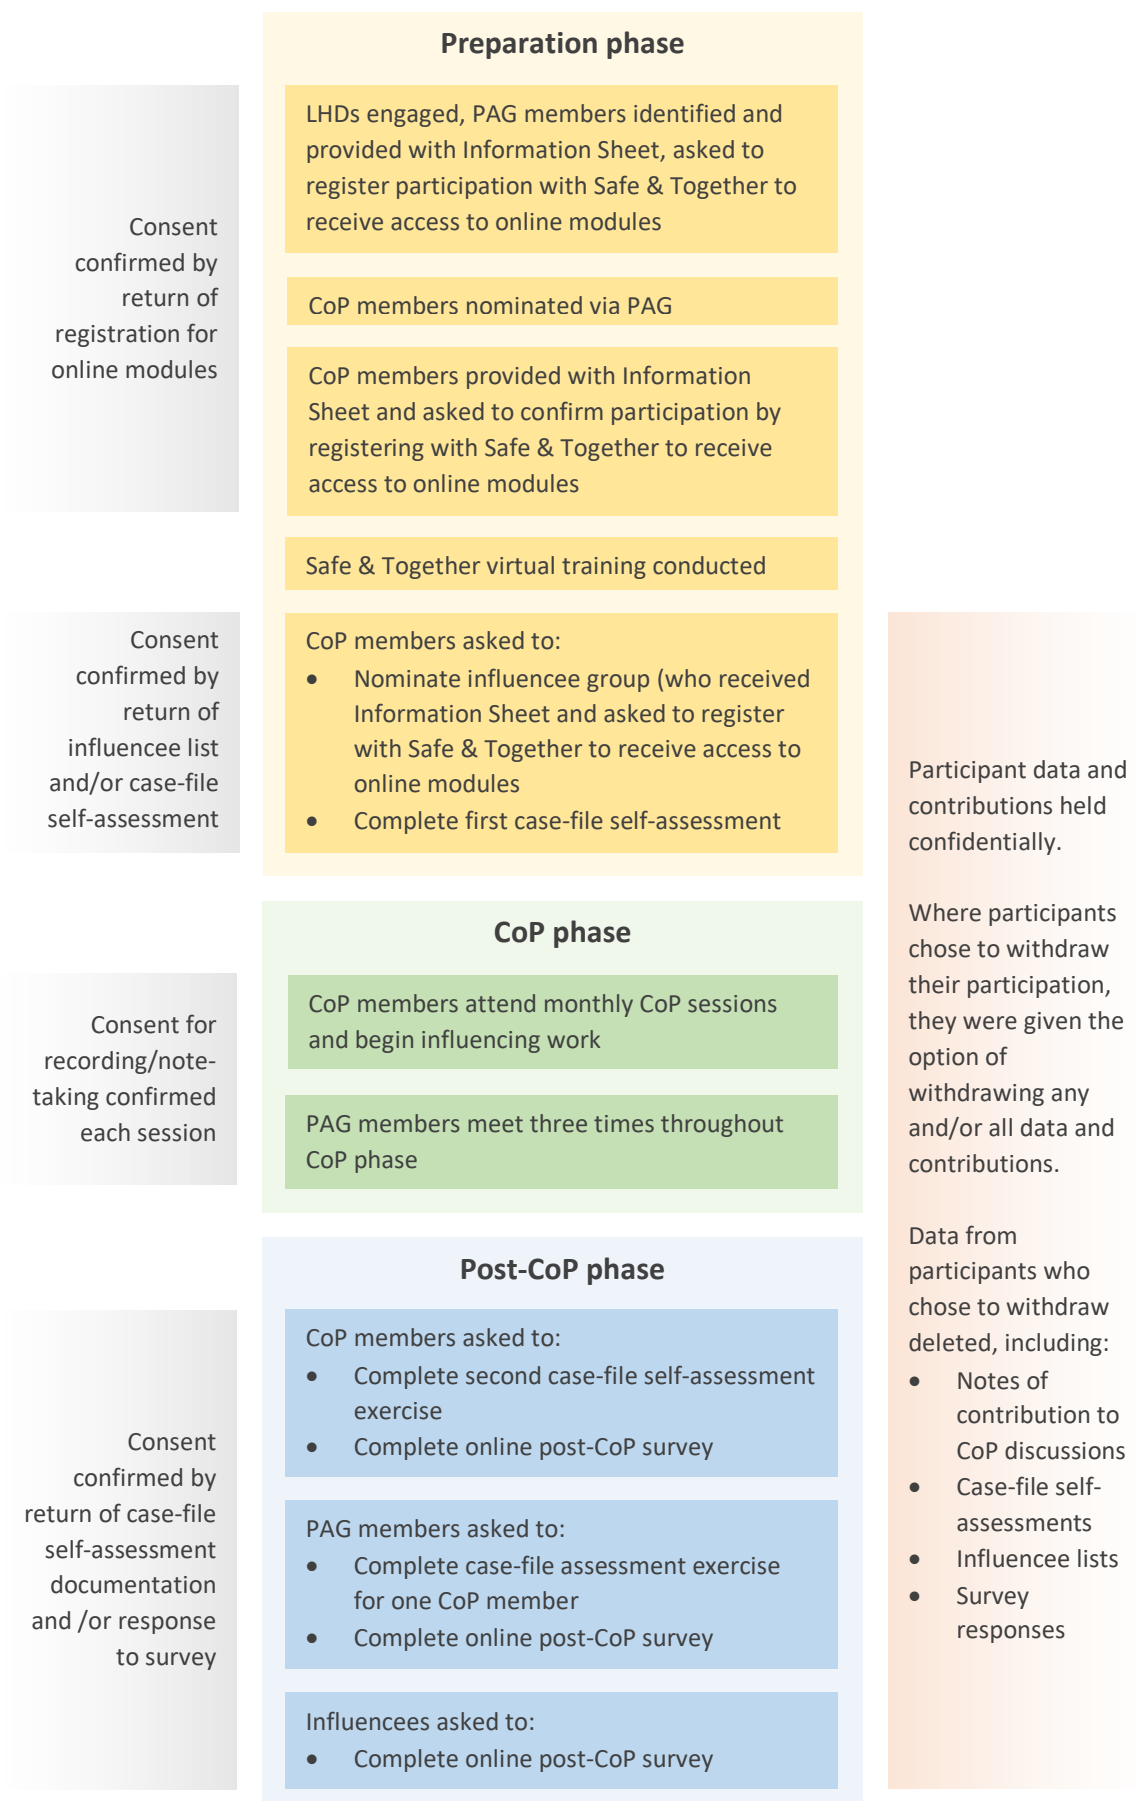 Preparation phase
LHDs engaged, PAG members identified and
provided with Information Sheet, asked to
register participation with Safe & Together to
receive access to online modules
Consent
confirmed by
return of
registration for
online modules
CoP members nominated via PAG
CoP members provided with Information
Sheet and asked to confirm participation by
registering with Safe & Together to receive
access to online modules
Safe & Together virtual training conducted
Consent
confirmed by
return of
influencee list
and/or case-file
self-assessment
CoP members asked to:
• Nominate influencee group (who received
Information Sheet and asked to register
with Safe & Together to receive access to
online modules
• Complete first case-file self-assessment
CoP phase
Consent for
recording/note-
taking confirmed
each session
CoP members attend monthly CoP sessions
and begin influencing work
PAG members meet three times throughout
CoP phase
Post-CoP phase
Consent
confirmed by
return of case-file
self-assessment
documentation
and /or response
to survey
CoP members asked to:
• Complete second case-file self-assessment
exercise
• Complete online post-CoP survey
PAG members asked to:
• Complete case-file assessment exercise
for one CoP member
• Complete online post-CoP survey
Influencees asked to:
• Complete online post-CoP survey
Participant data and
contributions held
confidentially.
Where participants
chose to withdraw
their participation,
they were given the
option of
withdrawing any
and/or all data and
contributions.
Data from
participants who
chose to withdraw
deleted, including:
• Notes of
contribution to
CoP discussions
• Case-file self-
assessments
• Influencee lists
• Survey
responses